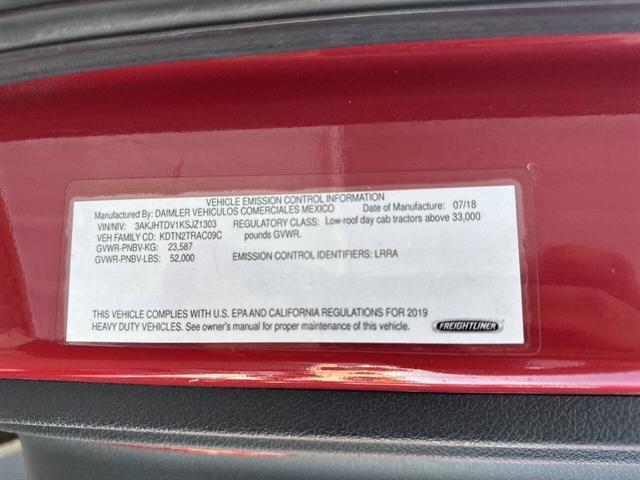 VEHICLE EMISSION CONTROL INFORMATION
Manufactured By: DAIMLER VEHICULOS COMERCIALES MEXICO Date of Manufacture: 07/18
VIN/NIV: 3AKJHTDV1KSJZ1303 REGULATORY CLASS: Low-roof day cab tractors above 33,000
VEH FAMILY CD: KDTN2TRAC09C pounds GVWR.
GVWR-PNBV-KG: 23,587
GVWR-PNBV-LBS: 52,000 EMISSION CONTROL IDENTIFIERS: LRRA
THIS VEHICLE COMPLIES WITH U.S. EPA AND CALIFORNIA REGULATIONS FOR 2019
HEAVY DUTY VEHICLES. See owner's manual for proper maintenance of this vehicle.
FREIGHTLINER